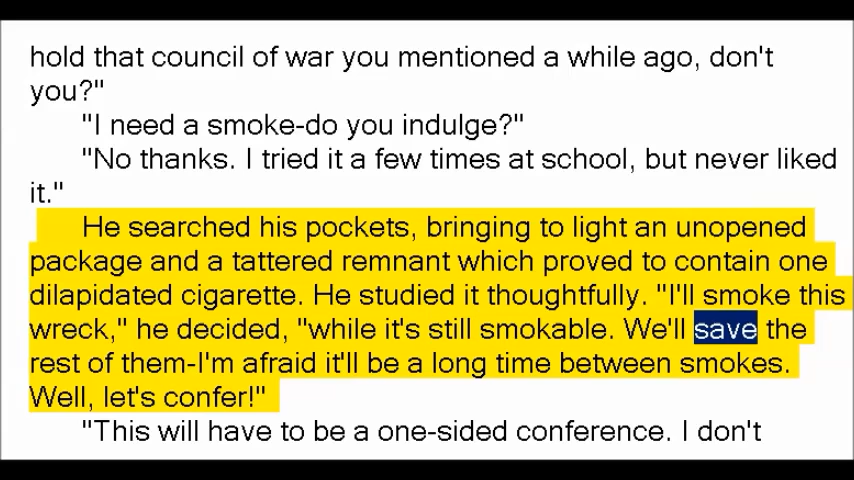 hold that council of war you mentioned a while ago, don't
you?"
"I need a smoke-do you indulge?"
"No thanks. I tried it a few times at school, but never liked
it."
He searched his pockets, bringing to light an unopened
package and a tattered remnant which proved to contain one
dilapidated cigarette. He studied it thoughtfully. "I'll smoke this
wreck," he decided, "while it's still smokable. We'll save the
rest of them-I'm afraid it'll be a long time between smokes.
Well, let's confer!"
"This will have to be a one-sided conference. I don't